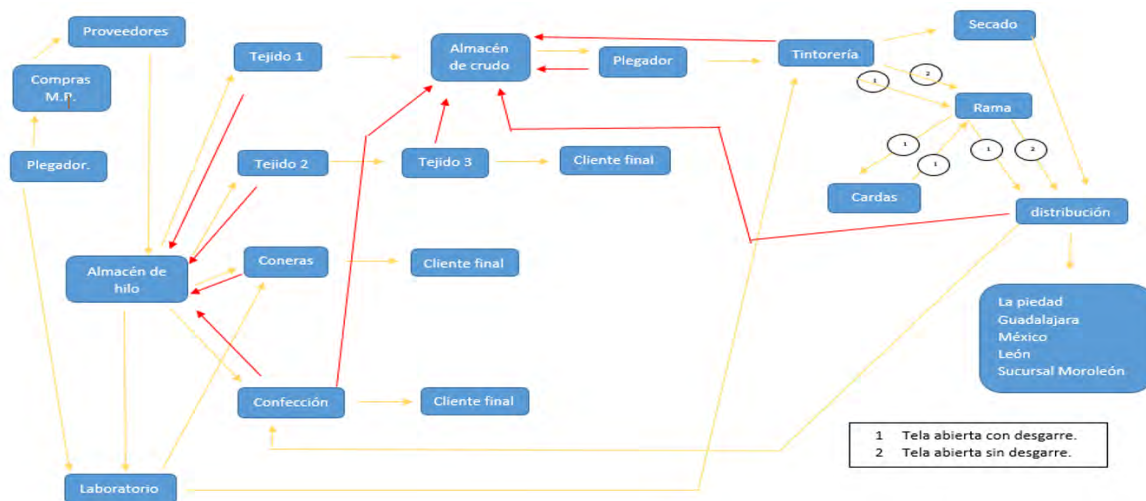 Proveedores
Compras
M.P.
Plegador.
Tejido 1
Almacén
de crudo
Plegador
Tintorería
Secado
1
2
Rama
Tejido 2
Tejido 3
Cliente final
1
1
1
2
Cardas
distribución
Almacén de
hilo
Coneras
Cliente final
La piedad
Guadalajara
México
León
Sucursal Moroleón
Confección
Cliente final
1 Tela abierta con desgarre.
2 Tela abierta sin desgarre.
Laboratorio